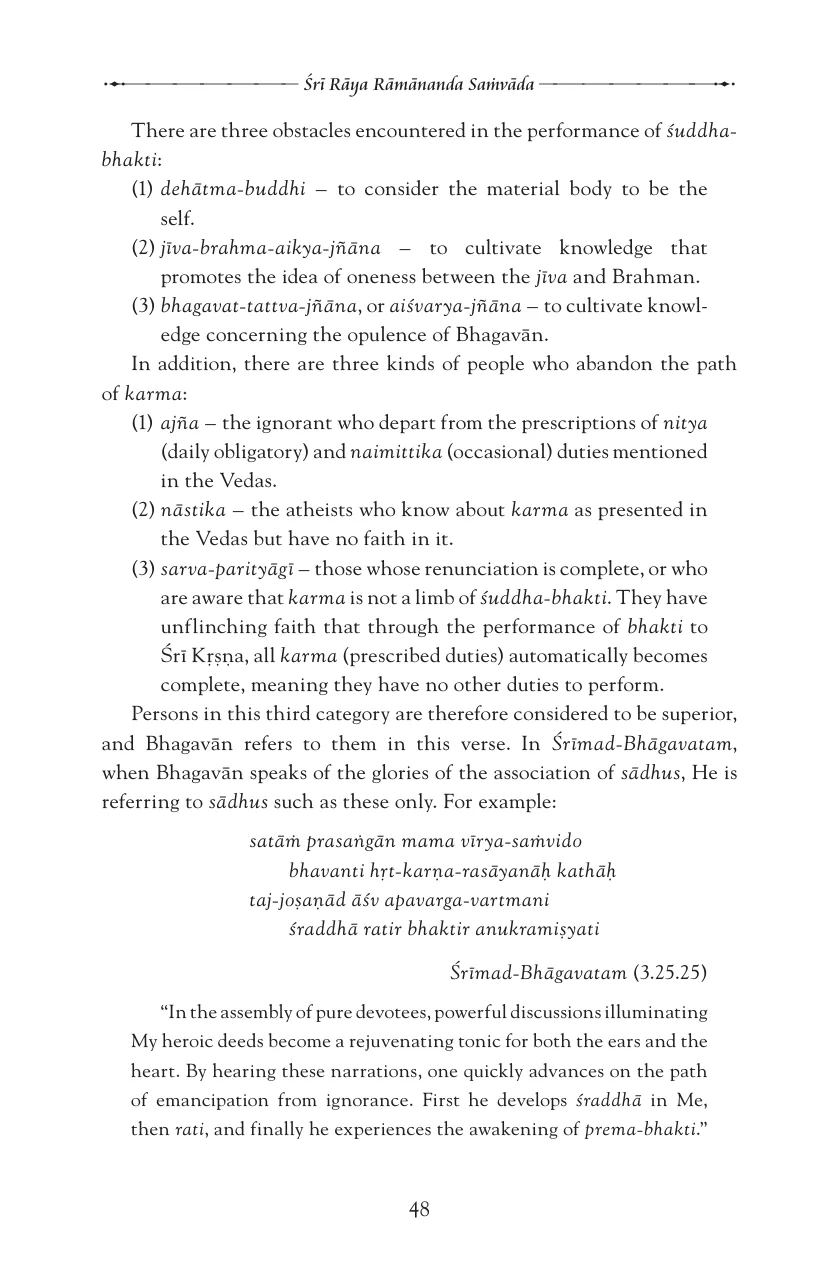 Śrī Rāya Rāmānanda Saṁvāda
There are three obstacles encountered in the performance of śuddha-
bhakti:
(1) dehātma-buddhi – to consider the material body to be the
self.
(2) jīva-brahma-aikya-jñāna – to cultivate knowledge that
promotes the idea of oneness between the jīva and Brahman.
(3) bhagavat-tattva-jñāna, or aiśvarya-jñāna – to cultivate knowl-
edge concerning the opulence of Bhagavān.
In addition, there are three kinds of people who abandon the path
of karma:
(1) ajña – the ignorant who depart from the prescriptions of nitya
(daily obligatory) and naimittika (occasional) duties mentioned
in the Vedas.
(2) nāstika – the atheists who know about karma as presented in
the Vedas but have no faith in it.
(3) sarva-parityāgī – those whose renunciation is complete, or who
are aware that karma is not a limb of śuddha-bhakti. They have
unflinching faith that through the performance of bhakti to
Śrī Kṛṣṇa, all karma (prescribed duties) automatically becomes
complete, meaning they have no other duties to perform.
Persons in this third category are therefore considered to be superior,
and Bhagavān refers to them in this verse. In Śrīmad-Bhāgavatam,
when Bhagavān speaks of the glories of the association of sādhus, He is
referring to sādhus such as these only. For example:
satāṁ prasaṅgān mama vīrya-saṁvido
bhavanti hṛt-karṇa-rasāyanāḥ kathāḥ
taj-joṣaṇād āśv apavarga-vartmani
śraddhā ratir bhaktir anukramiṣyati
Śrīmad-Bhāgavatam (3.25.25)
“In the assembly of pure devotees, powerful discussions illuminating
My heroic deeds become a rejuvenating tonic for both the ears and the
heart. By hearing these narrations, one quickly advances on the path
of emancipation from ignorance. First he develops śraddhā in Me,
then rati, and finally he experiences the awakening of prema-bhakti.”
48